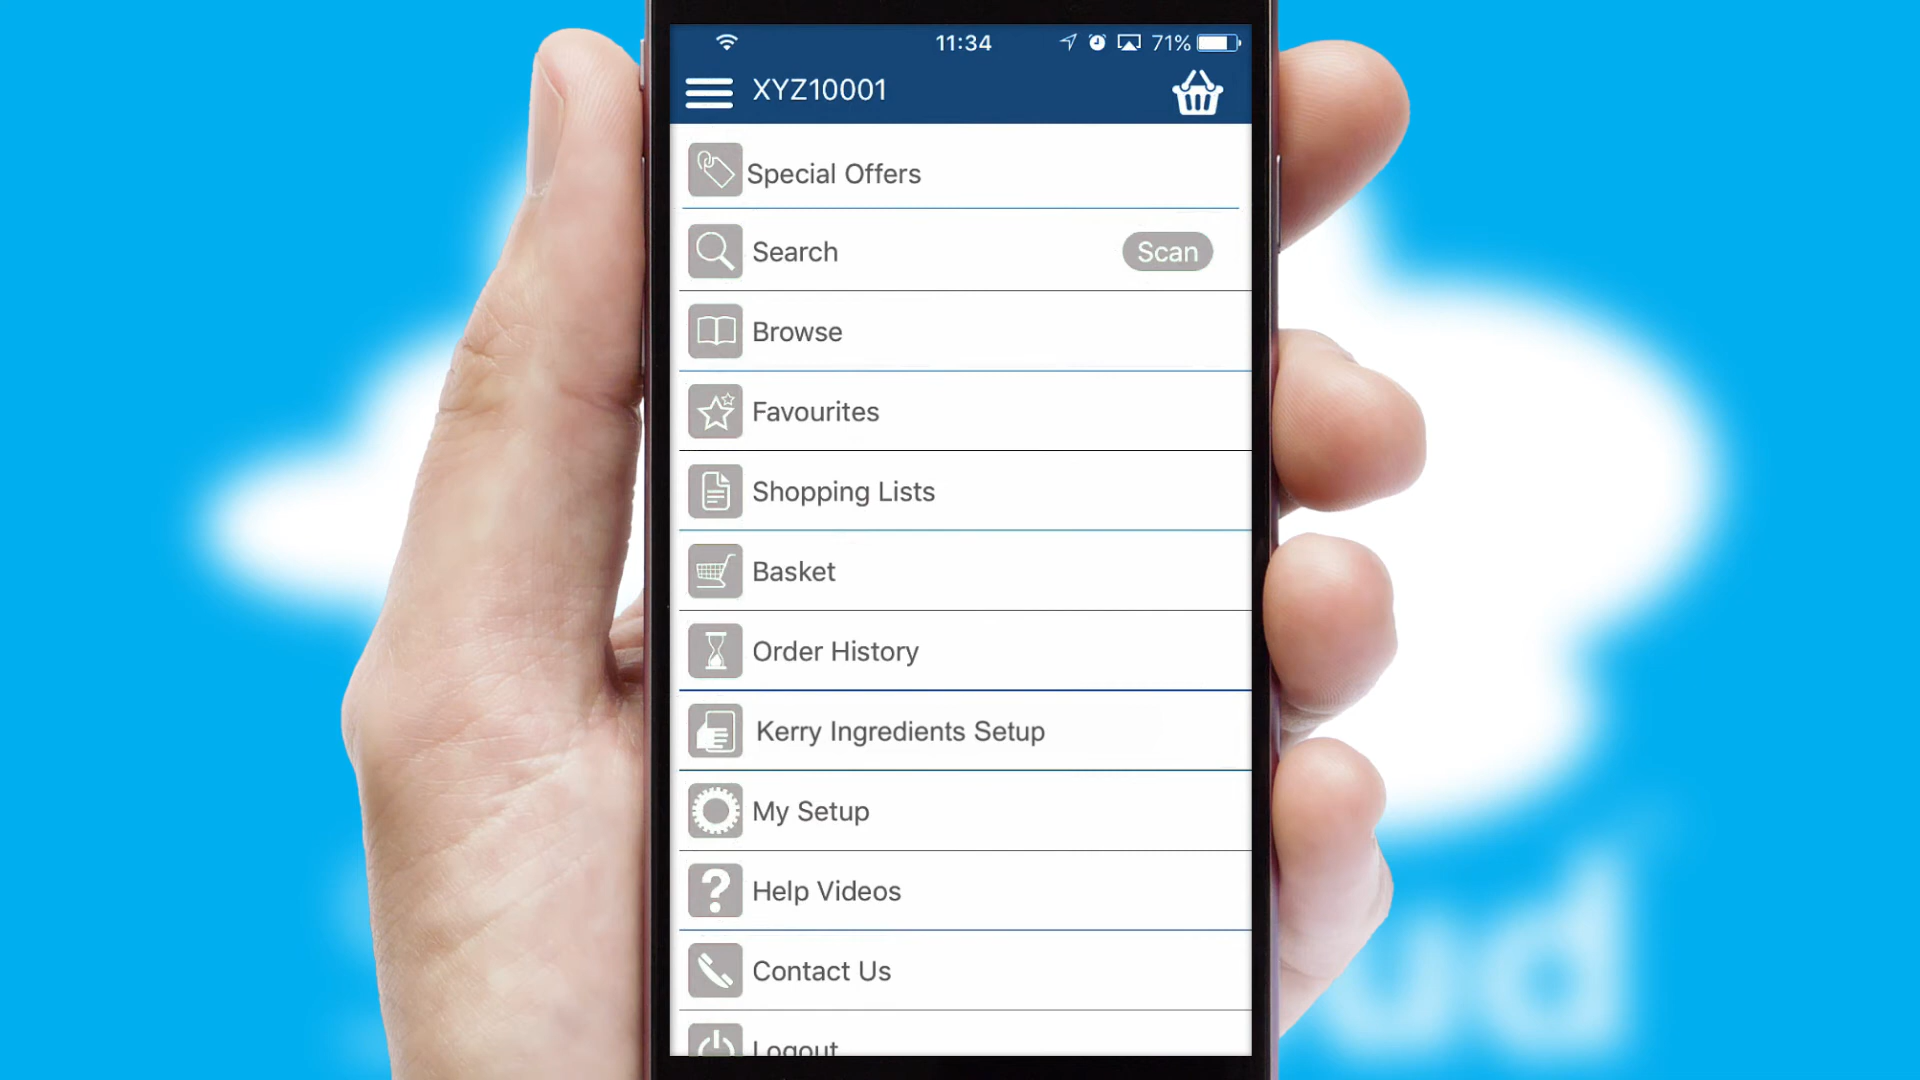 11:34
71%
XYZ10001
Special Offers
Search
Scan
Browse
Favourites
Shopping Lists
Basket
Order History
Kerry Ingredients Setup
My Setup
Help Videos
Contact Us
Logout
ud